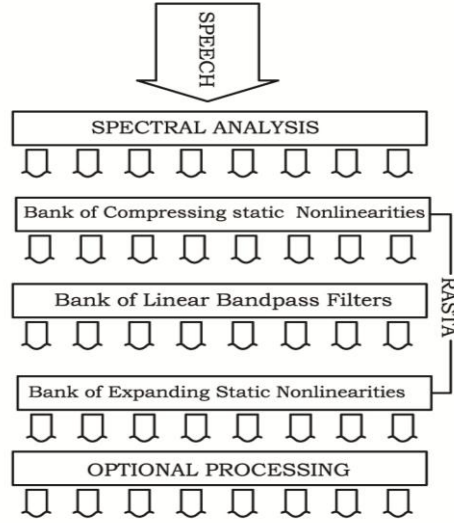 SPEECH
SPECTRAL ANALYSIS
Bank of Compressing static Nonlinearities
Bank of Linear Bandpass Filters
RASTA
Bank of Expanding Static Nonlinearities
OPTIONAL PROCESSING